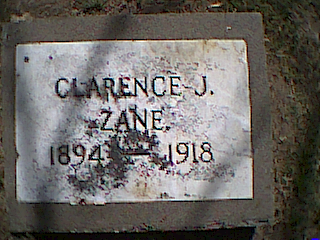 CLARENCE J.
ZANE.
1894 — 1918